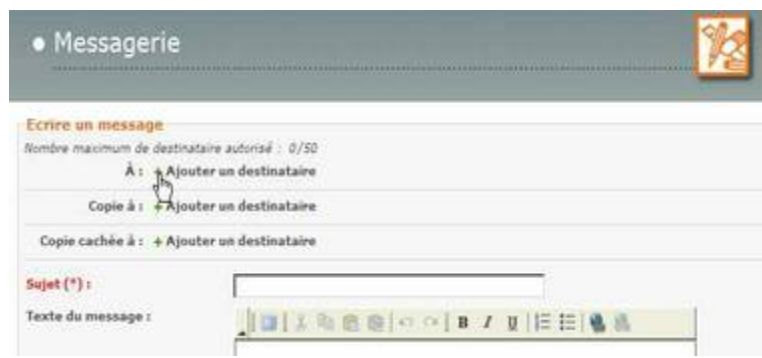 Messagerie
Ecrire un message
Nombre maximum de destinataire autorisé : 0/50
À : + Ajouter un destinataire
Copie à : + Ajouter un destinataire
Copie cachée à : + Ajouter un destinataire
Sujet (*) :
Texte du message :
B I U